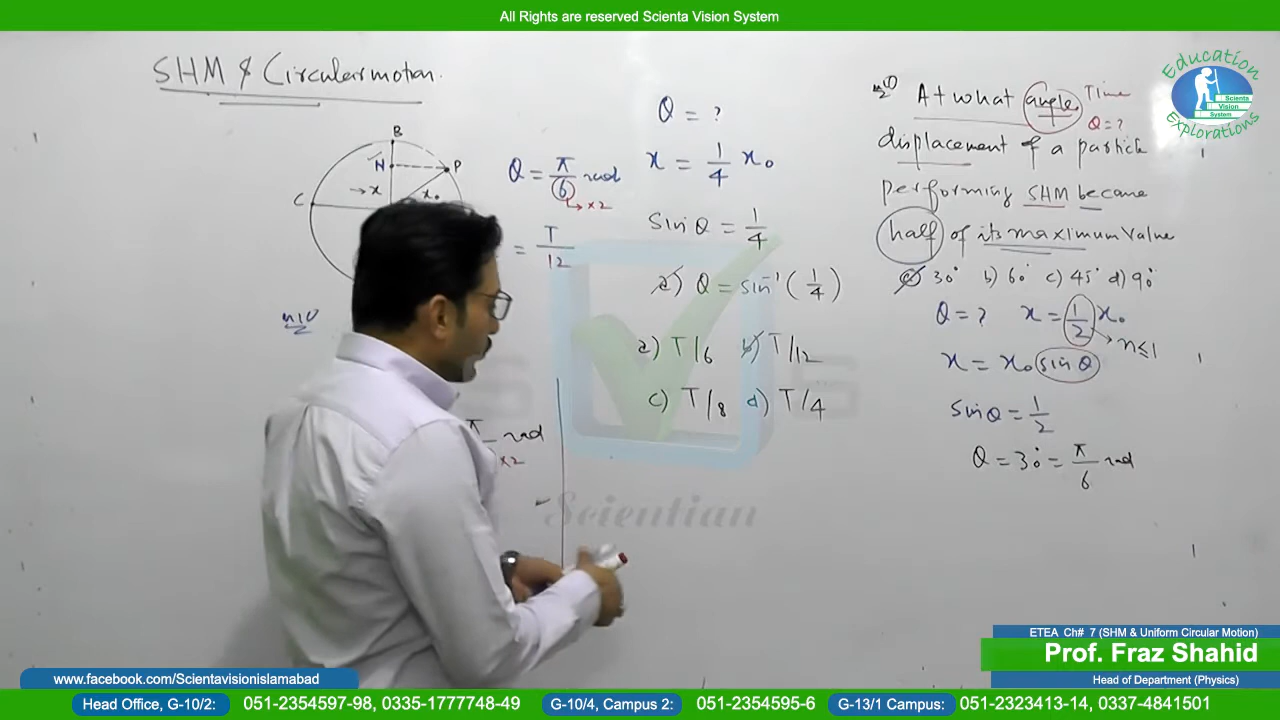 All Rights are reserved Scienta Vision System
SHM & Circular motion.
B
N
P
x
x₀
C
θ = π/6 rad
×2
= T/12
π rad
×2
θ = ?
x = 1/4 x₀
Sin θ = 1/4
a) θ = sin⁻¹(1/4)
a) T/6 b) T/12
c) T/8 d) T/4
At what angle Time
θ = ?
displacement of a particle
performing SHM became
half of its maximum value
a) 30° b) 60° c) 45° d) 90°
θ = ? x = 1/2 x₀
n ≤ 1
x = x₀ sin θ
Sin θ = 1/2
θ = 30° = π/6 rad
Education
Scienta
Vision
System
Explorations
Scientian
ETEA Ch# 7 (SHM & Uniform Circular Motion)
Prof. Fraz Shahid
Head of Department (Physics)
www.facebook.com/Scientavisionislamabad
Head Office, G-10/2: 051-2354597-98, 0335-1777748-49 G-10/4, Campus 2: 051-2354595-6 G-13/1 Campus: 051-2323413-14, 0337-4841501